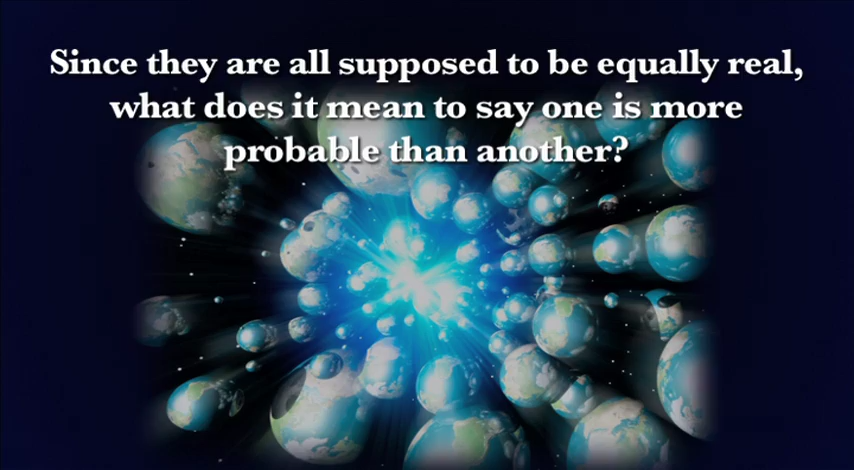 Since they are all supposed to be equally real,
what does it mean to say one is more
probable than another?